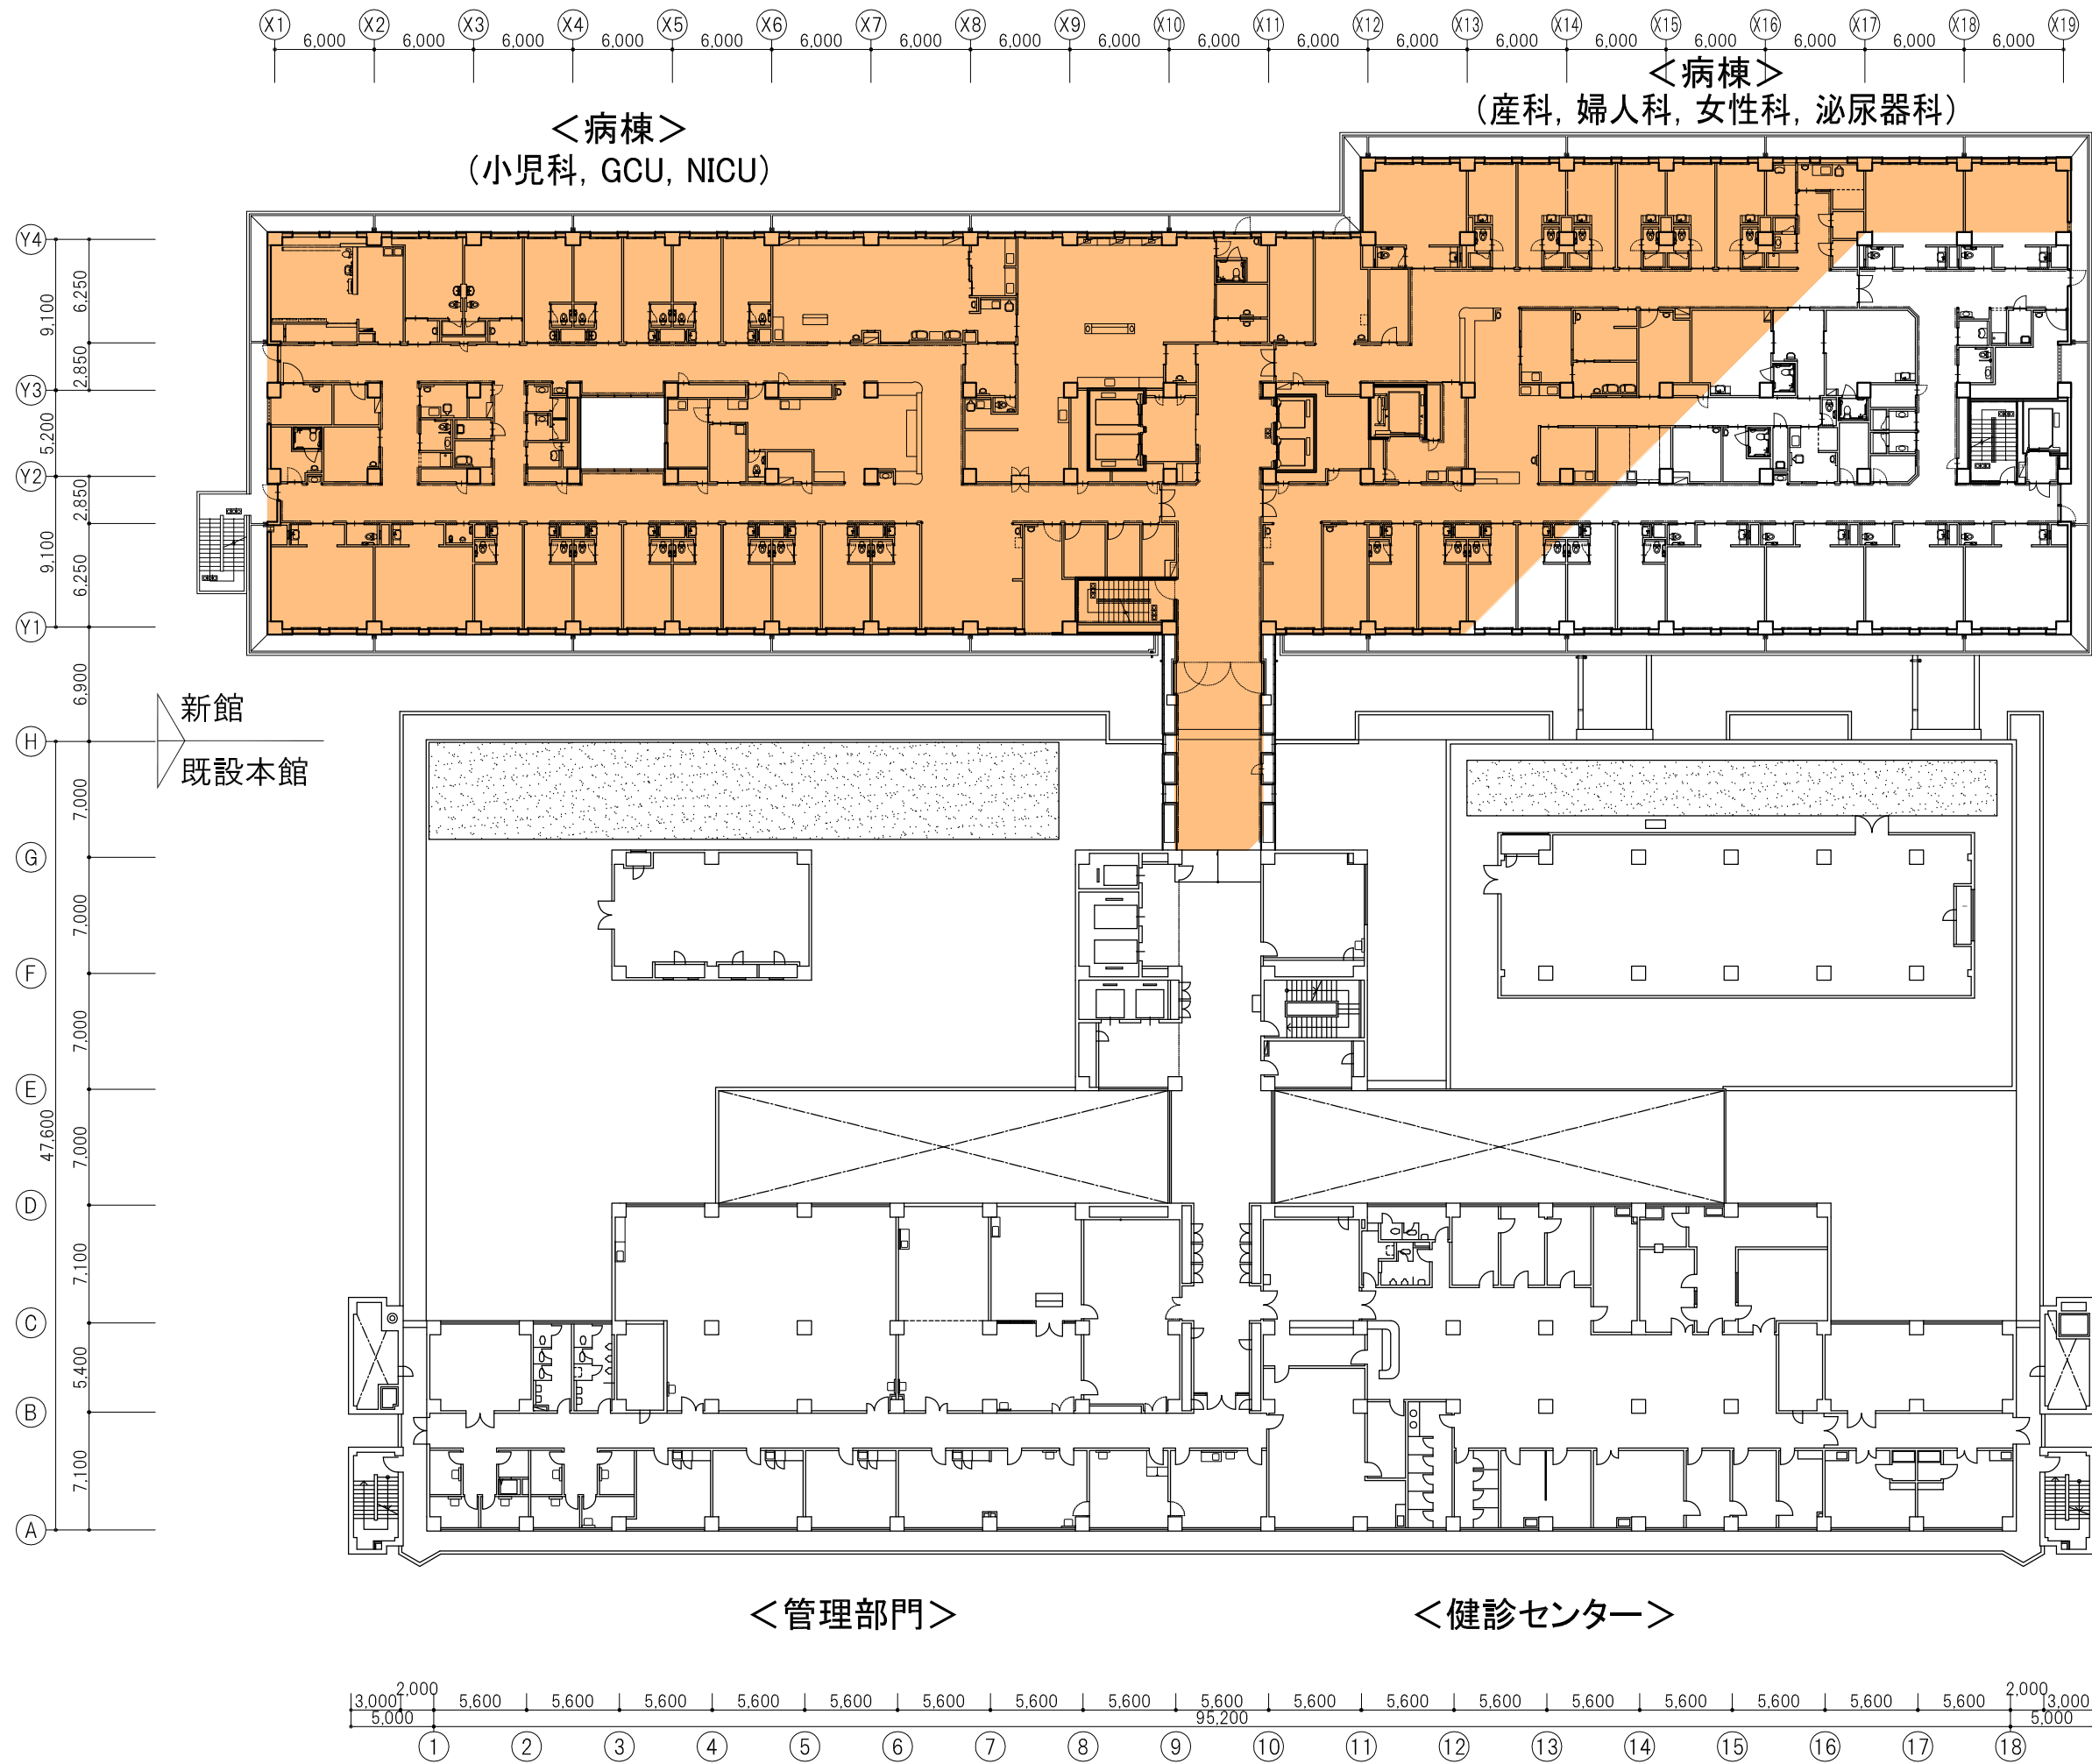 X1 X2 X3 X4 X5 X6 X7 X8 X9 X10 X11 X12 X13 X14 X15 X16 X17 X18 X19
6,000 6,000 6,000 6,000 6,000 6,000 6,000 6,000 6,000 6,000 6,000 6,000 6,000 6,000 6,000 6,000 6,000 6,000
<病棟>
(産科, 婦人科, 女性科, 泌尿器科)
<病棟>
(小児科, GCU, NICU)
Y4
6,250
9,100
2,850
Y3
5,200
Y2
2,850
9,100
6,250
Y1
6,900
新館
H
既設本館
7,000
G
7,000
F
7,000
E
47,600
7,000
D
7,100
C
5,400
B
7,100
A
<管理部門> <健診センター>
3,000 2,000 5,600 5,600 5,600 5,600 5,600 5,600 5,600 5,600 5,600 5,600 5,600 5,600 5,600 5,600 5,600 5,600 5,600 2,000 3,000
5,000 95,200 5,000
1 2 3 4 5 6 7 8 9 10 11 12 13 14 15 16 17 18